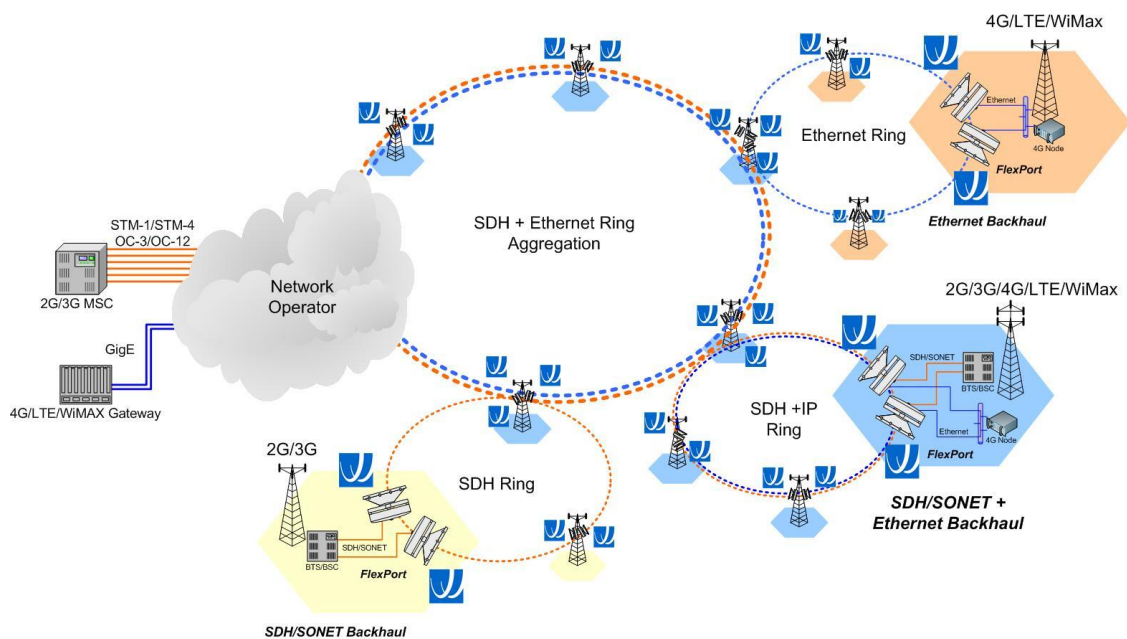 4G/LTE/WiMax
Ethernet
4G Node
FlexPort
Ethernet Backhaul
Ethernet Ring
SDH + Ethernet Ring
Aggregation
STM-1/STM-4
OC-3/OC-12
2G/3G MSC
Network
Operator
GigE
4G/LTE/WiMAX Gateway
2G/3G/4G/LTE/WiMax
SDH/SONET
BTS/BSC
Ethernet
4G Node
FlexPort
SDH +IP
Ring
SDH/SONET +
Ethernet Backhaul
2G/3G
SDH Ring
SDH/SONET
BTS/BSC
FlexPort
SDH/SONET Backhaul